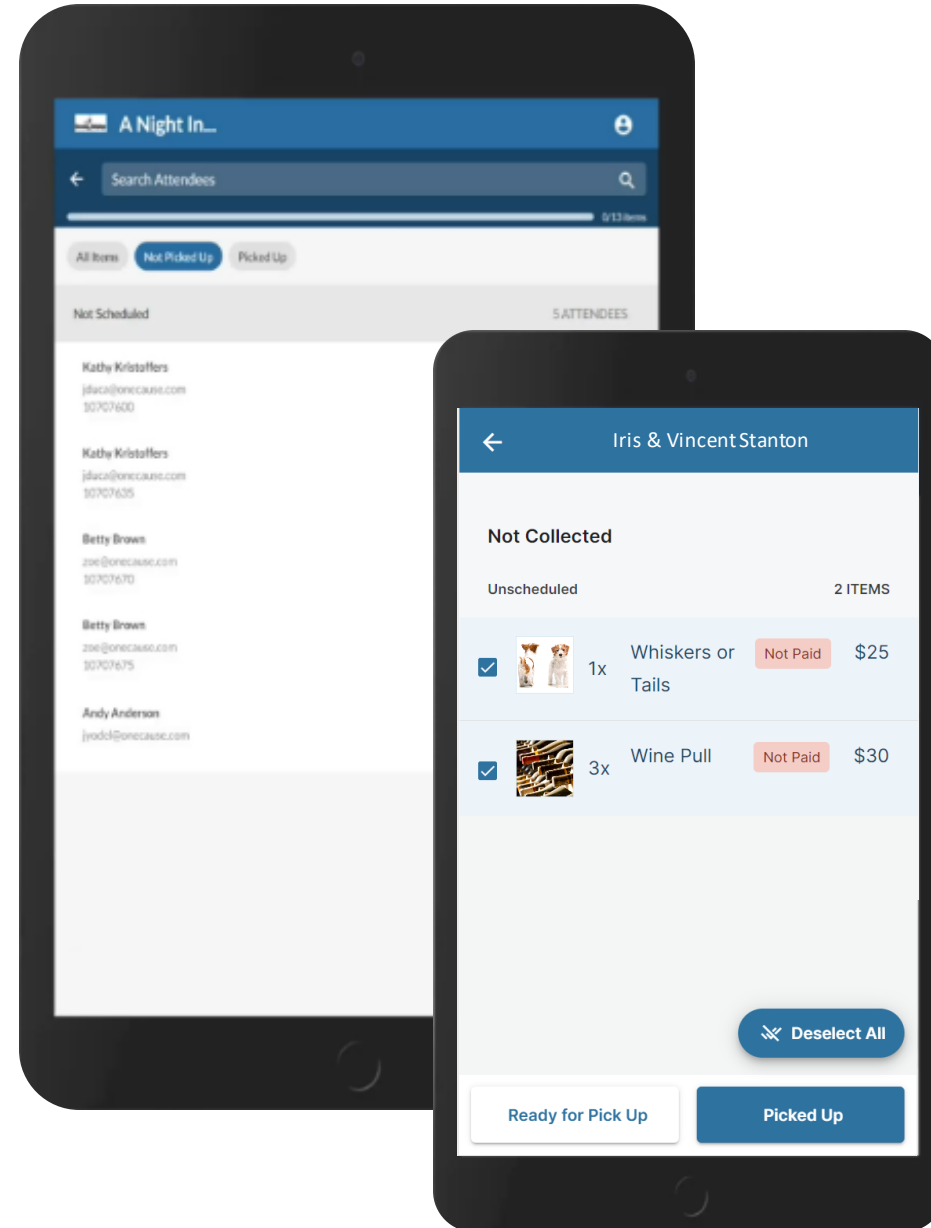 A Night In...
Search Attendees
0/13 items
All Items Not Picked Up Picked Up
Not Scheduled 5 ATTENDEES
Kathy Kristoffers
jduca@onecause.com
10707600
Kathy Kristoffers
jduca@onecause.com
10707635
Betty Brown
zoe@onecause.com
10707670
Betty Brown
zoe@onecause.com
10707675
Andy Anderson
Iris & Vincent Stanton
Not Collected
Unscheduled 2 ITEMS
1x Whiskers or Not Paid $25
Tails
3x Wine Pull Not Paid $30
Deselect All
Ready for Pick Up Picked Up